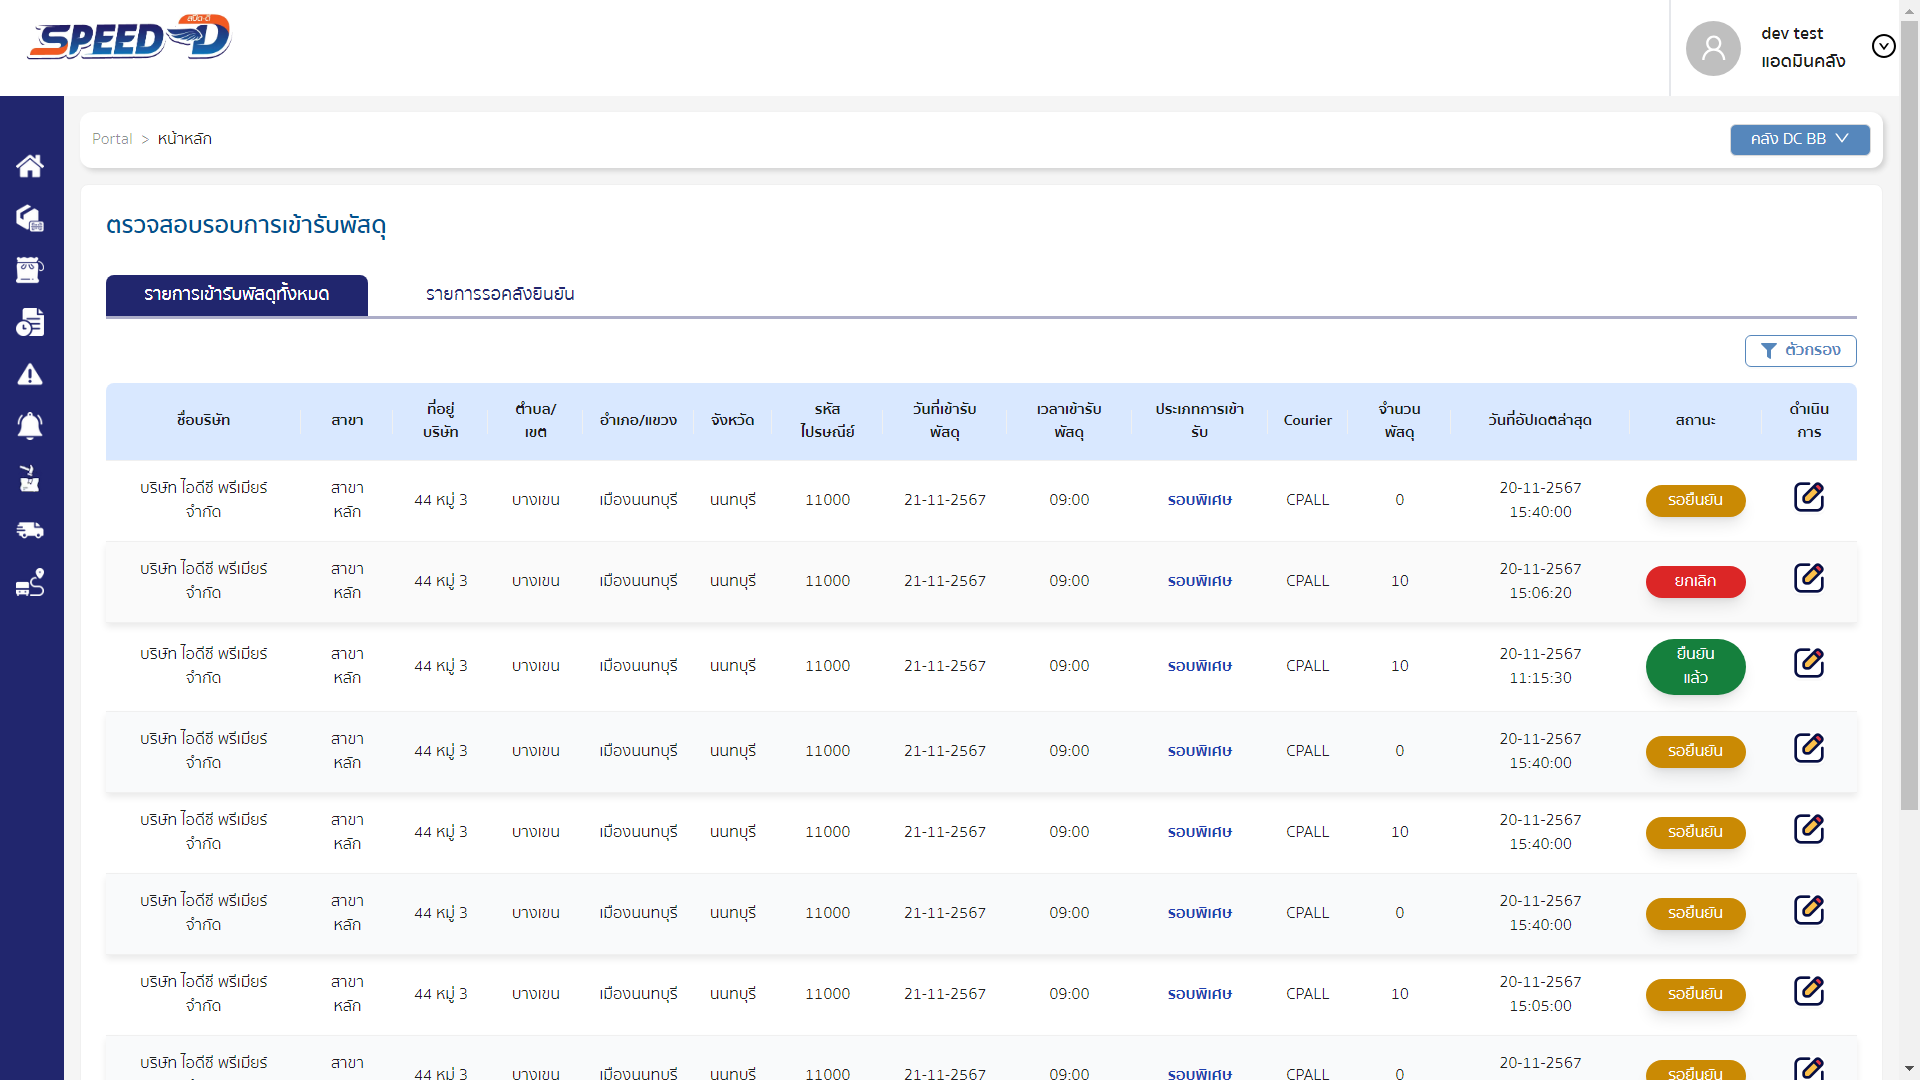 สปีด-ดี
SPEED-D
dev test
แอดมินคลัง
Portal > หน้าหลัก
คลัง DC BB
ตรวจสอบรอบการเข้ารับพัสดุ
รายการเข้ารับพัสดุทั้งหมด
รายการรอคลังยินยัน
ตัวกรอง
ชื่อบริษัท สาขา ที่อยู่บริษัท ตำบล/เขต อำเภอ/แขวง จังหวัด รหัสไปรษณีย์ วันที่เข้ารับพัสดุ เวลาเข้ารับพัสดุ ประเภทการเข้ารับ Courier จำนวนพัสดุ วันที่อัปเดตล่าสุด สถานะ ดำเนินการ
บริษัท ไอดีซี พรีเมียร์ จำกัด สาขาหลัก 44 หมู่ 3 บางเขน เมืองนนทบุรี นนทบุรี 11000 21-11-2567 09:00 รอบพิเศษ CPALL 0 20-11-2567 15:40:00 รอยืนยัน
บริษัท ไอดีซี พรีเมียร์ จำกัด สาขาหลัก 44 หมู่ 3 บางเขน เมืองนนทบุรี นนทบุรี 11000 21-11-2567 09:00 รอบพิเศษ CPALL 10 20-11-2567 15:06:20 ยกเลิก
บริษัท ไอดีซี พรีเมียร์ จำกัด สาขาหลัก 44 หมู่ 3 บางเขน เมืองนนทบุรี นนทบุรี 11000 21-11-2567 09:00 รอบพิเศษ CPALL 10 20-11-2567 11:15:30 ยืนยันแล้ว
บริษัท ไอดีซี พรีเมียร์ จำกัด สาขาหลัก 44 หมู่ 3 บางเขน เมืองนนทบุรี นนทบุรี 11000 21-11-2567 09:00 รอบพิเศษ CPALL 0 20-11-2567 15:40:00 รอยืนยัน
บริษัท ไอดีซี พรีเมียร์ จำกัด สาขาหลัก 44 หมู่ 3 บางเขน เมืองนนทบุรี นนทบุรี 11000 21-11-2567 09:00 รอบพิเศษ CPALL 10 20-11-2567 15:40:00 รอยืนยัน
บริษัท ไอดีซี พรีเมียร์ จำกัด สาขาหลัก 44 หมู่ 3 บางเขน เมืองนนทบุรี นนทบุรี 11000 21-11-2567 09:00 รอบพิเศษ CPALL 0 20-11-2567 15:40:00 รอยืนยัน
บริษัท ไอดีซี พรีเมียร์ จำกัด สาขาหลัก 44 หมู่ 3 บางเขน เมืองนนทบุรี นนทบุรี 11000 21-11-2567 09:00 รอบพิเศษ CPALL 10 20-11-2567 15:05:00 รอยืนยัน
บริษัท ไอดีซี พรีเมียร์ สาขา 44 หมู่ 3 บางเขน เมืองนนทบุรี นนทบุรี 11000 21-11-2567 09:00 รอบพิเศษ CPALL 0 20-11-2567 รอยืนยัน